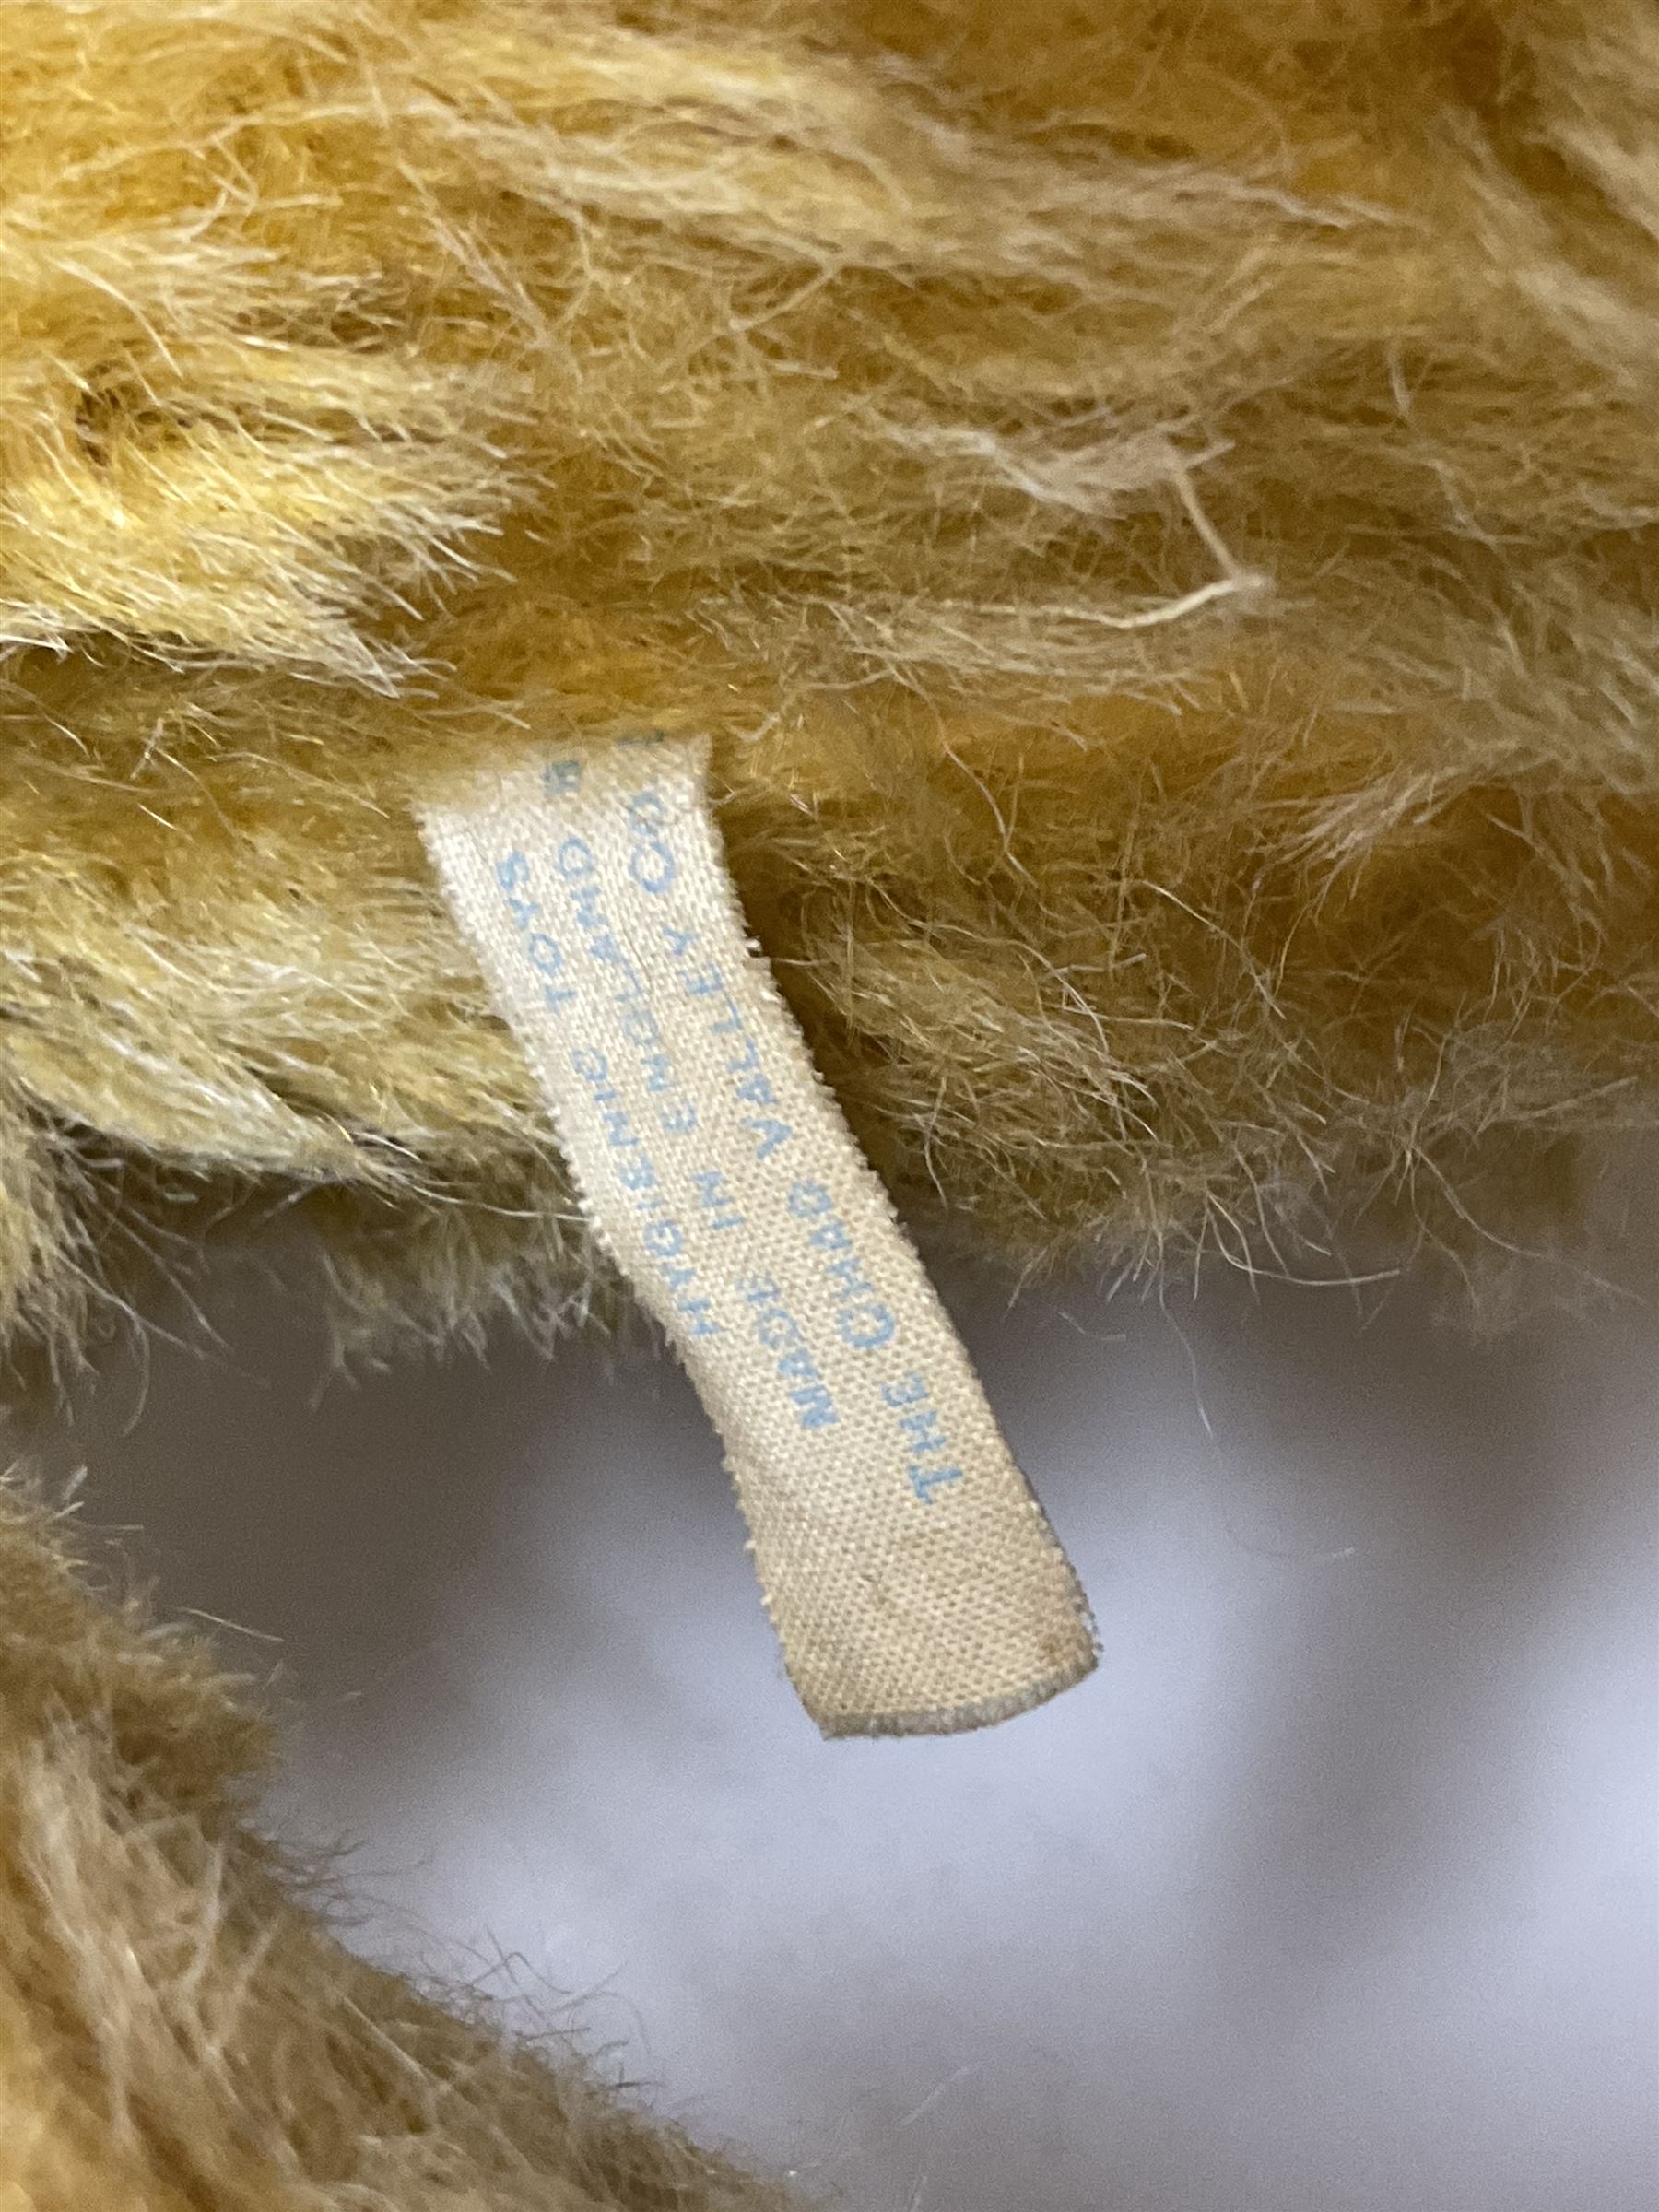 HYGIENIC TOYS
MADE IN ENGLAND B
THE CHAD VALLEY CO. L